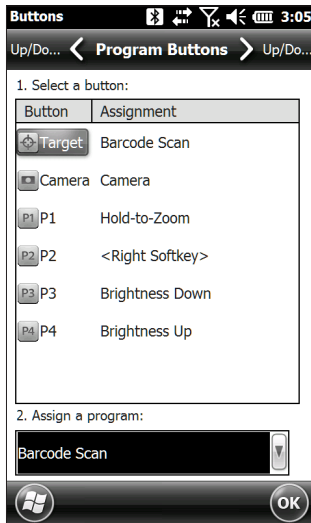 Buttons 3:05
Up/Do... Program Buttons Up/Do...
1. Select a button:
Button Assignment
Target Barcode Scan
Camera Camera
P1 P1 Hold-to-Zoom
P2 P2 <Right Softkey>
P3 P3 Brightness Down
P4 P4 Brightness Up
2. Assign a program:
Barcode Scan
OK